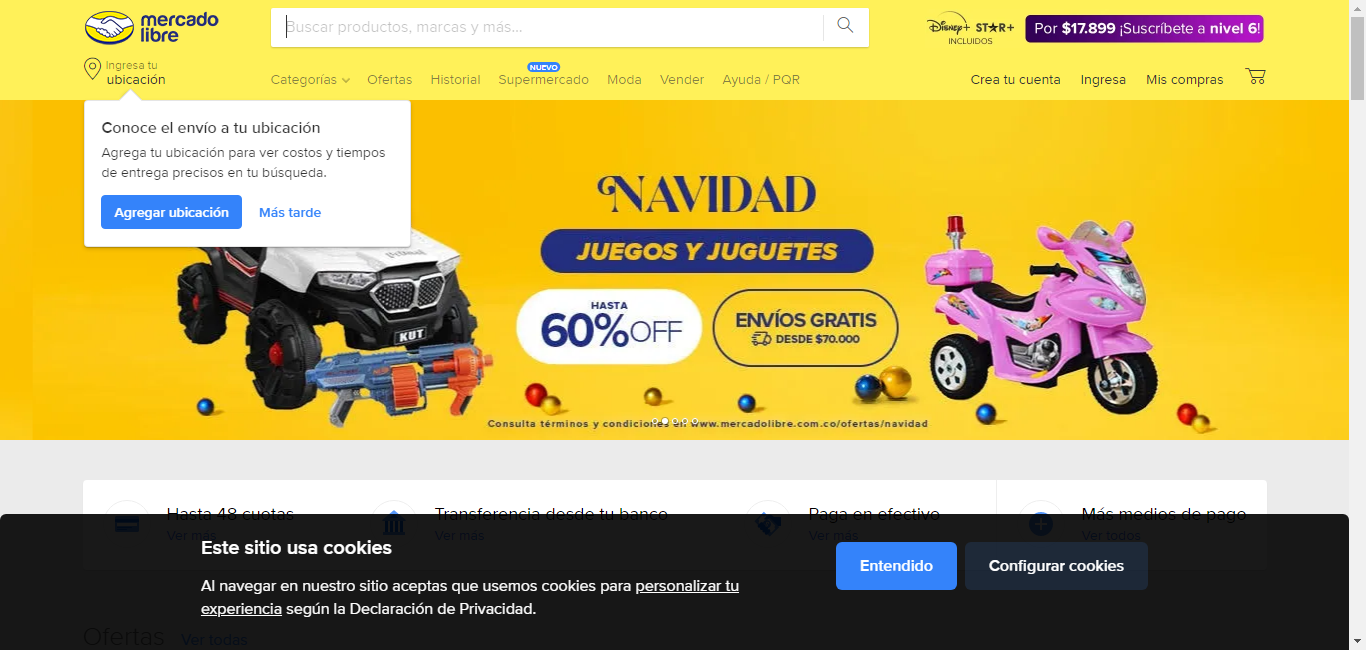 mercado
libre
Buscar productos, marcas y más...
Disney+ STAR+
INCLUIDOS
Por $17.899 ¡Suscríbete a nivel 6!
Ingresa tu
ubicación
Categorías
Ofertas
Historial
NUEVO
Supermercado
Moda
Vender
Ayuda / PQR
Crea tu cuenta
Ingresa
Mis compras
Conoce el envío a tu ubicación
Agrega tu ubicación para ver costos y tiempos
de entrega precisos en tu búsqueda.
Agregar ubicación
Más tarde
NAVIDAD
JUEGOS Y JUGUETES
HASTA
60%OFF
ENVÍOS GRATIS
DESDE $70.000
KUT
Consulta términos y condiciones en www.mercadolibre.com.co/ofertas/navidad
Hasta 48 cuotas
Ver más
Transferencia desde tu banco
Ver más
Paga en efectivo
Ver más
Más medios de pago
Ver todos
Este sitio usa cookies
Al navegar en nuestro sitio aceptas que usemos cookies para personalizar tu
experiencia según la Declaración de Privacidad.
Entendido
Configurar cookies
Ofertas
Ver todas